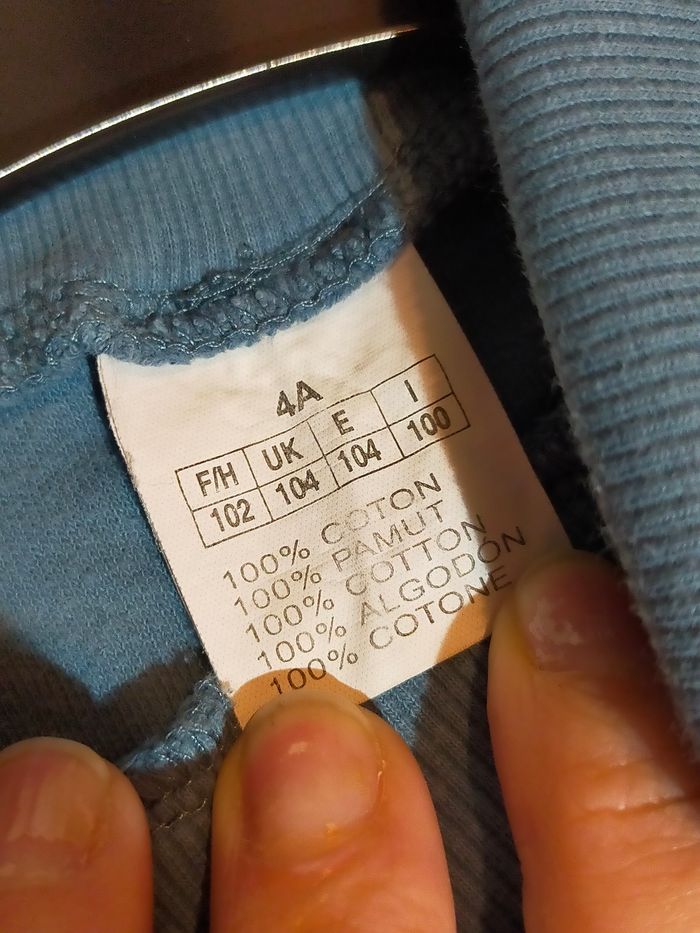 4A
F/H UK E I
102 104 104 100
100% COTON
100% PAMUT
100% COTTON
100% ALGODÓN
100% COTONE